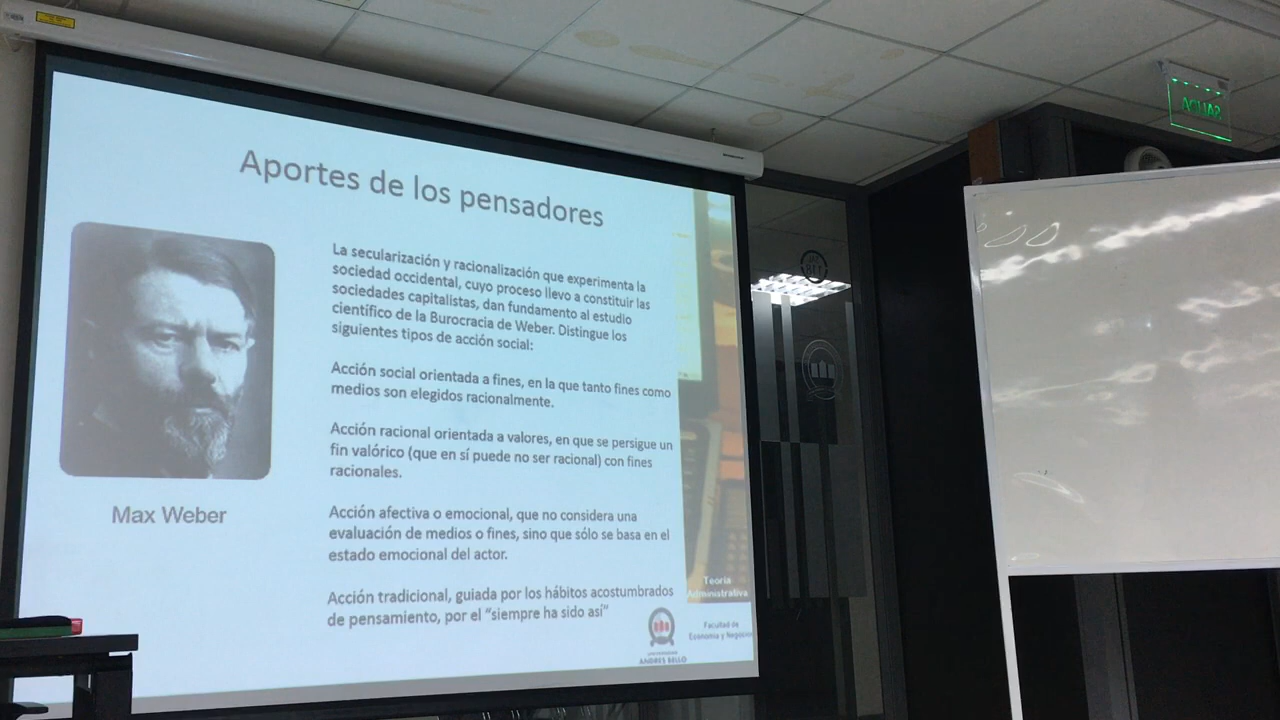 Aportes de los pensadores
La secularización y racionalización que experimenta la
sociedad occidental, cuyo proceso llevo a constituir las
sociedades capitalistas, dan fundamento al estudio
científico de la Burocracia de Weber. Distingue los
siguientes tipos de acción social:
Acción social orientada a fines, en la que tanto fines como
medios son elegidos racionalmente.
Acción racional orientada a valores, en que se persigue un
fin valórico (que en sí puede no ser racional) con fines
racionales.
Acción afectiva o emocional, que no considera una
evaluación de medios o fines, sino que sólo se basa en el
estado emocional del actor.
Acción tradicional, guiada por los hábitos acostumbrados
de pensamiento, por el "siempre ha sido así"
Max Weber
Teoría
Administrativa
Facultad de
Economía y Negocios
UNIVERSIDAD
ANDRES BELLO
SALIDA